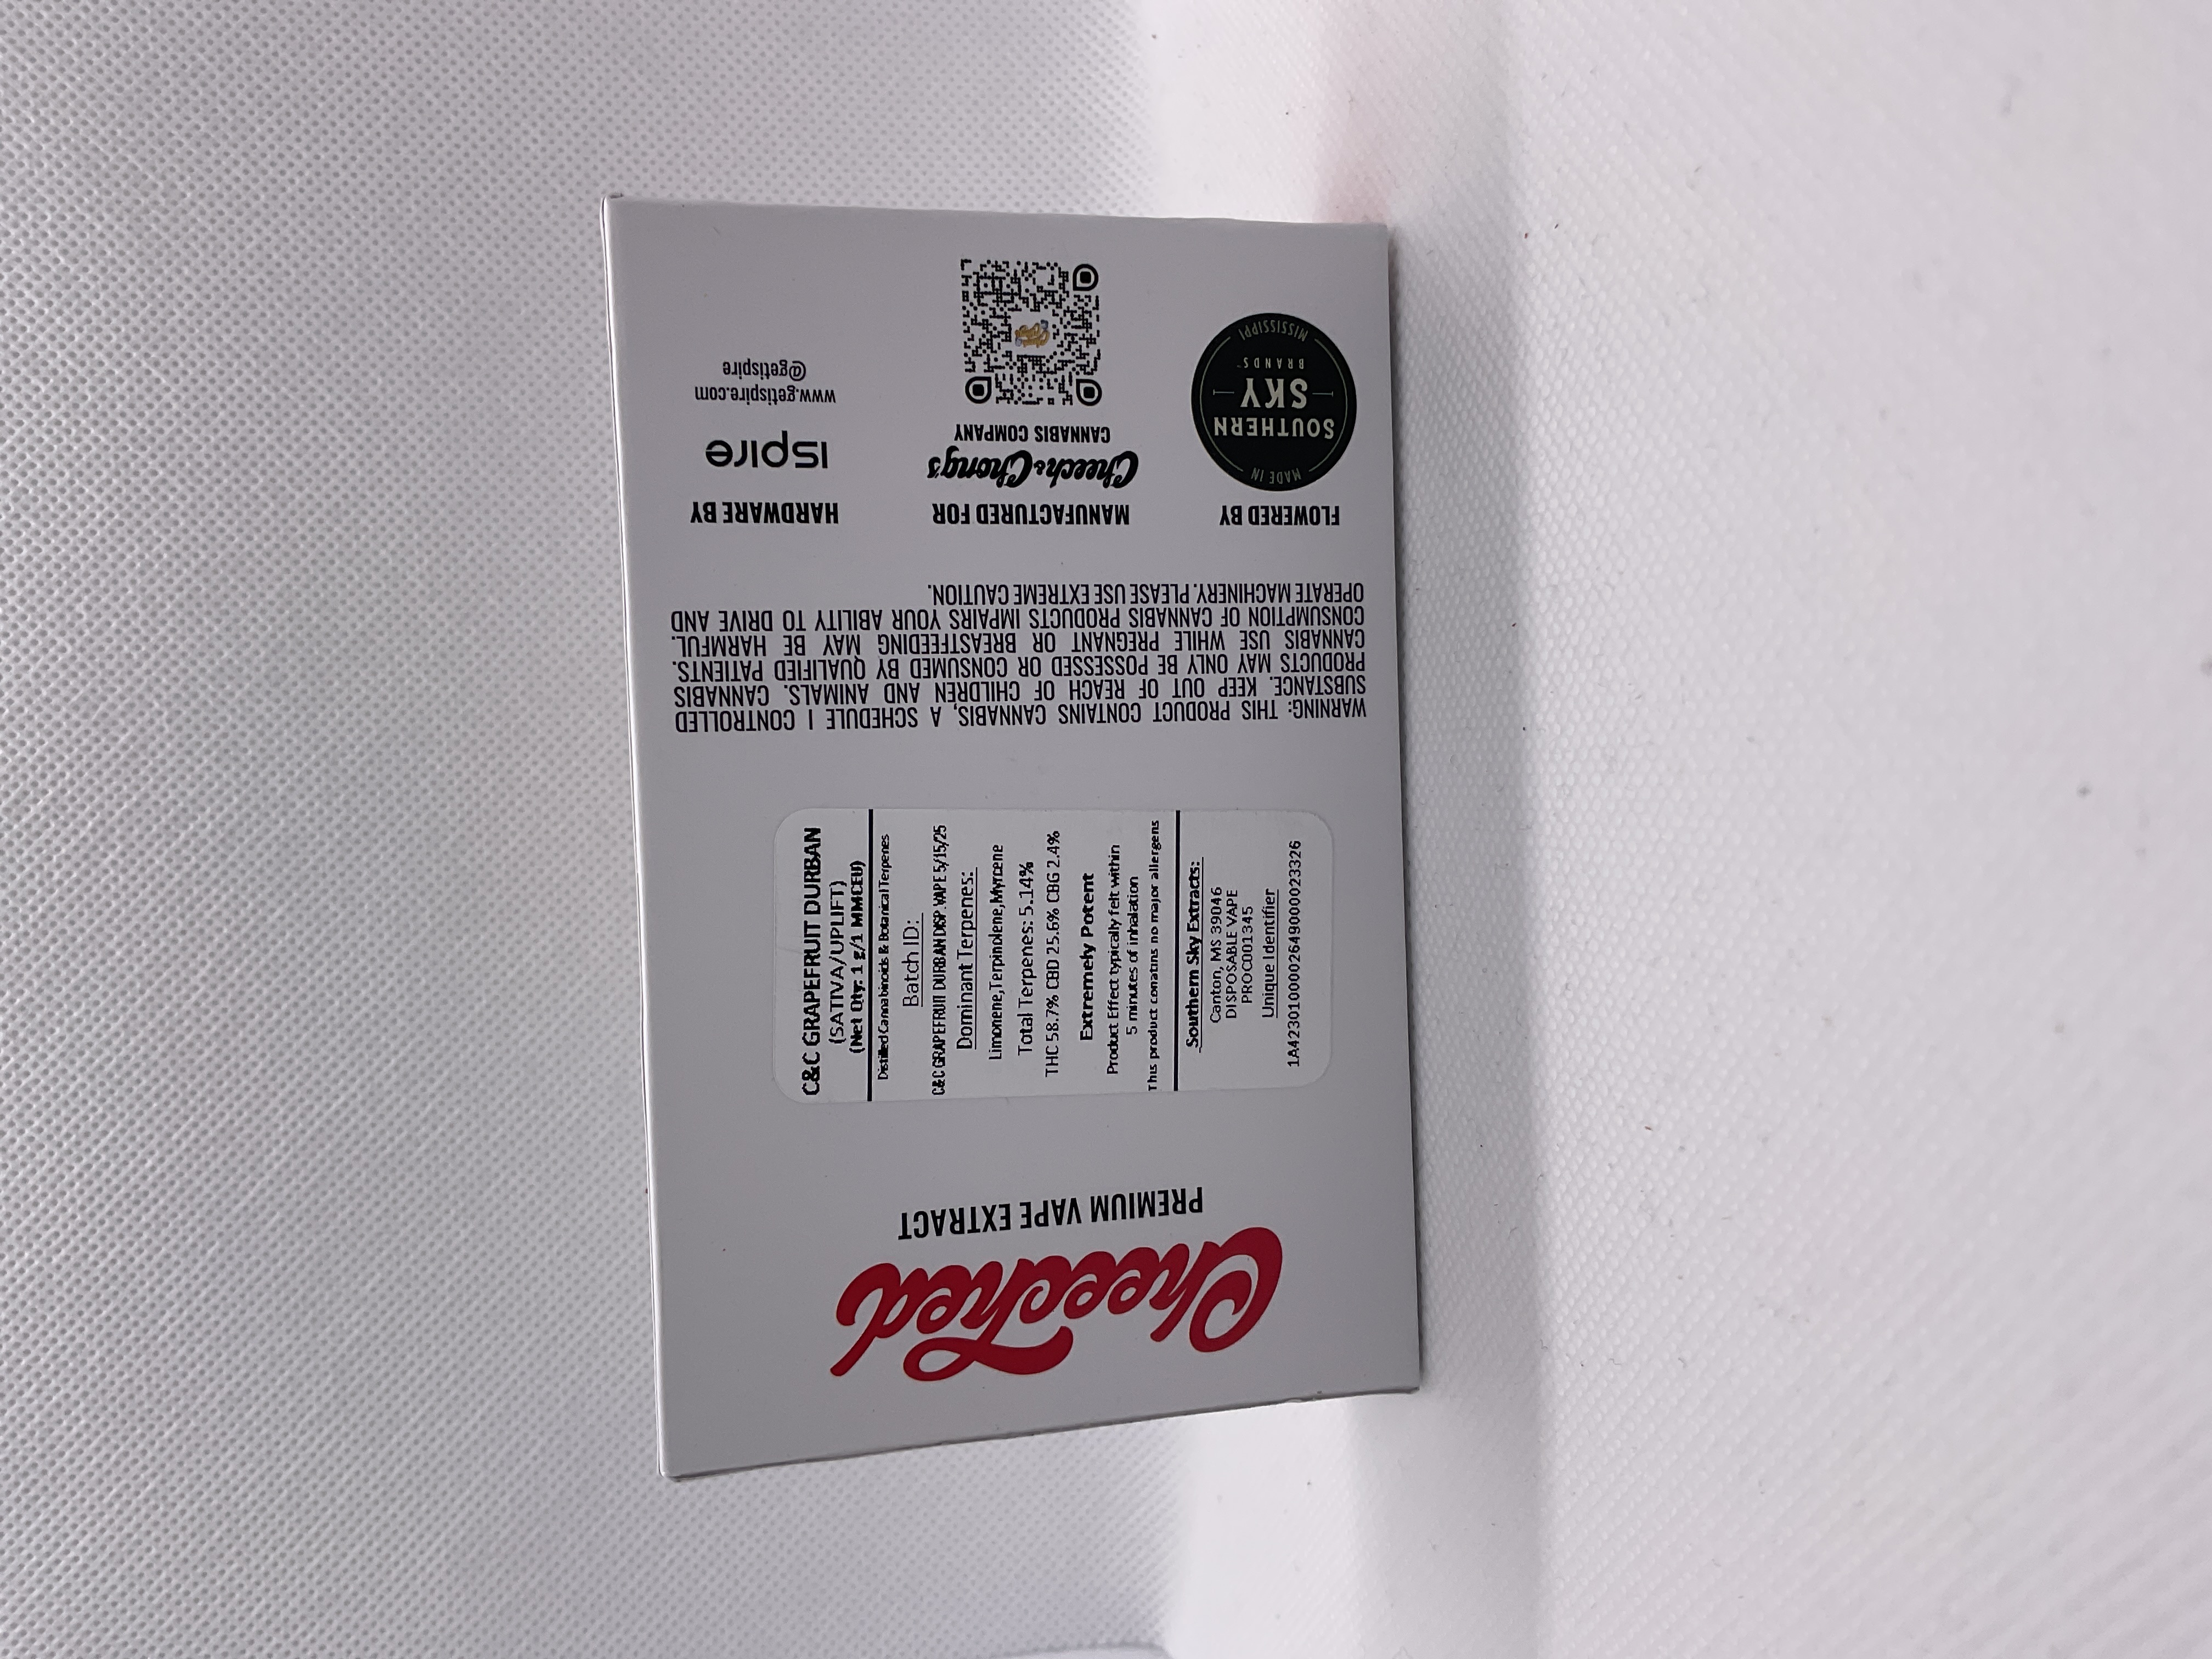 Cheeched
PREMIUM VAPE EXTRACT
C&C GRAPEFRUIT DURBAN
(SATIVA/UPLIFT)
(Net Qty: 1 g/1 MMCEU)
Distilled Cannabinoids & Botanical Terpenes
Batch ID:
C&C GRAPEFRUIT DURBAN DISP. VAPE 5/15/25
Dominant Terpenes:
Limonene,Terpinolene,Myrcene
Total Terpenes: 5.14%
THC 58.7% CBD 25.6% CBG 2.4%
Extremely Potent
Product Effect typically felt within
5 minutes of inhalation
This product conatins no major allergens
Southern Sky Extracts:
Canton, MS 39046
DISPOSABLE VAPE
PROC001345
Unique Identifier
1A4230100002649000023326
WARNING: THIS PRODUCT CONTAINS CANNABIS, A SCHEDULE I CONTROLLED
SUBSTANCE. KEEP OUT OF REACH OF CHILDREN AND ANIMALS. CANNABIS
PRODUCTS MAY ONLY BE POSSESSED OR CONSUMED BY QUALIFIED PATIENTS.
CANNABIS USE WHILE PREGNANT OR BREASTFEEDING MAY BE HARMFUL.
CONSUMPTION OF CANNABIS PRODUCTS IMPAIRS YOUR ABILITY TO DRIVE AND
OPERATE MACHINERY. PLEASE USE EXTREME CAUTION.
FLOWERED BY
MADE IN
SOUTHERN
SKY
BRANDS™
MISSISSIPPI
MANUFACTURED FOR
Cheech & Chong's
CANNABIS COMPANY
HARDWARE BY
ıspire
www.getispire.com
@getispire